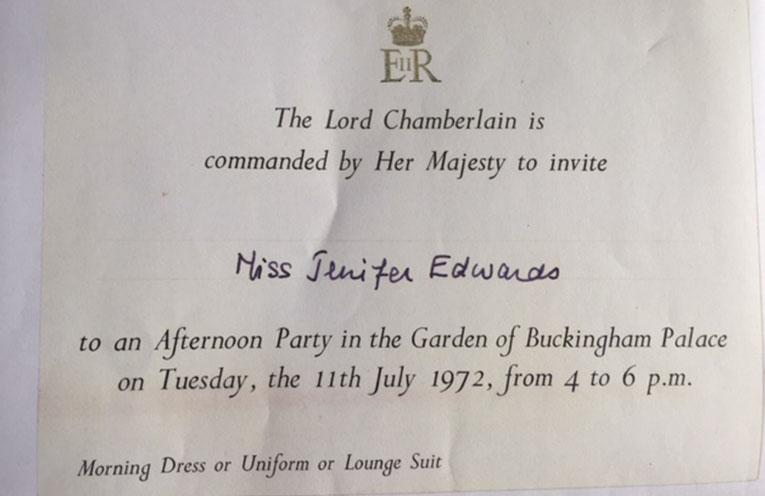 EIIR
The Lord Chamberlain is
commanded by Her Majesty to invite
Miss Jenifer Edwards
to an Afternoon Party in the Garden of Buckingham Palace
on Tuesday, the 11th July 1972, from 4 to 6 p.m.
Morning Dress or Uniform or Lounge Suit